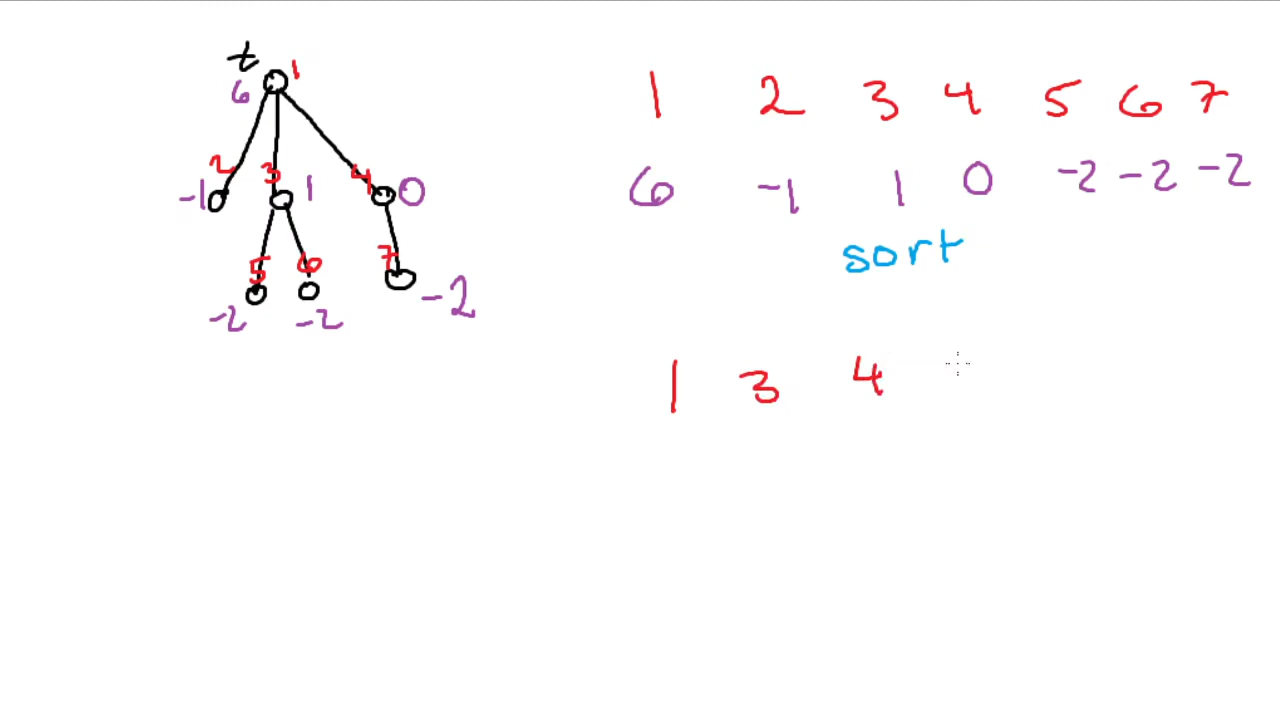 t 1
6
2 3 4
-1 1 0
5 6 7
-2 -2 -2
1 2 3 4 5 6 7
6 -1 1 0 -2 -2 -2
sort
1 3 4